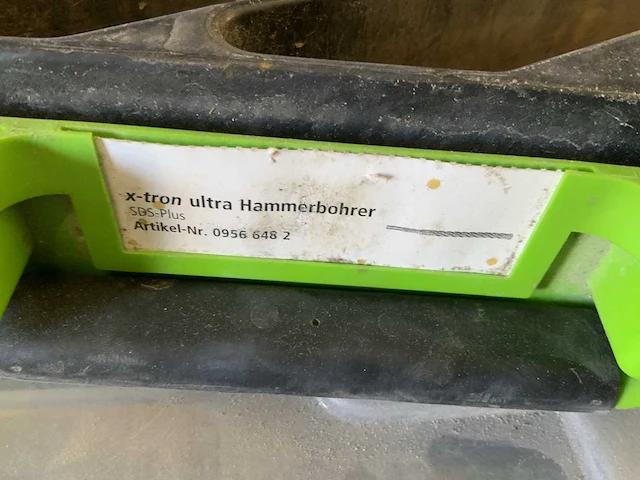 x-tron ultra Hammerbohrer
SDS-Plus
Artikel-Nr. 0956 648 2